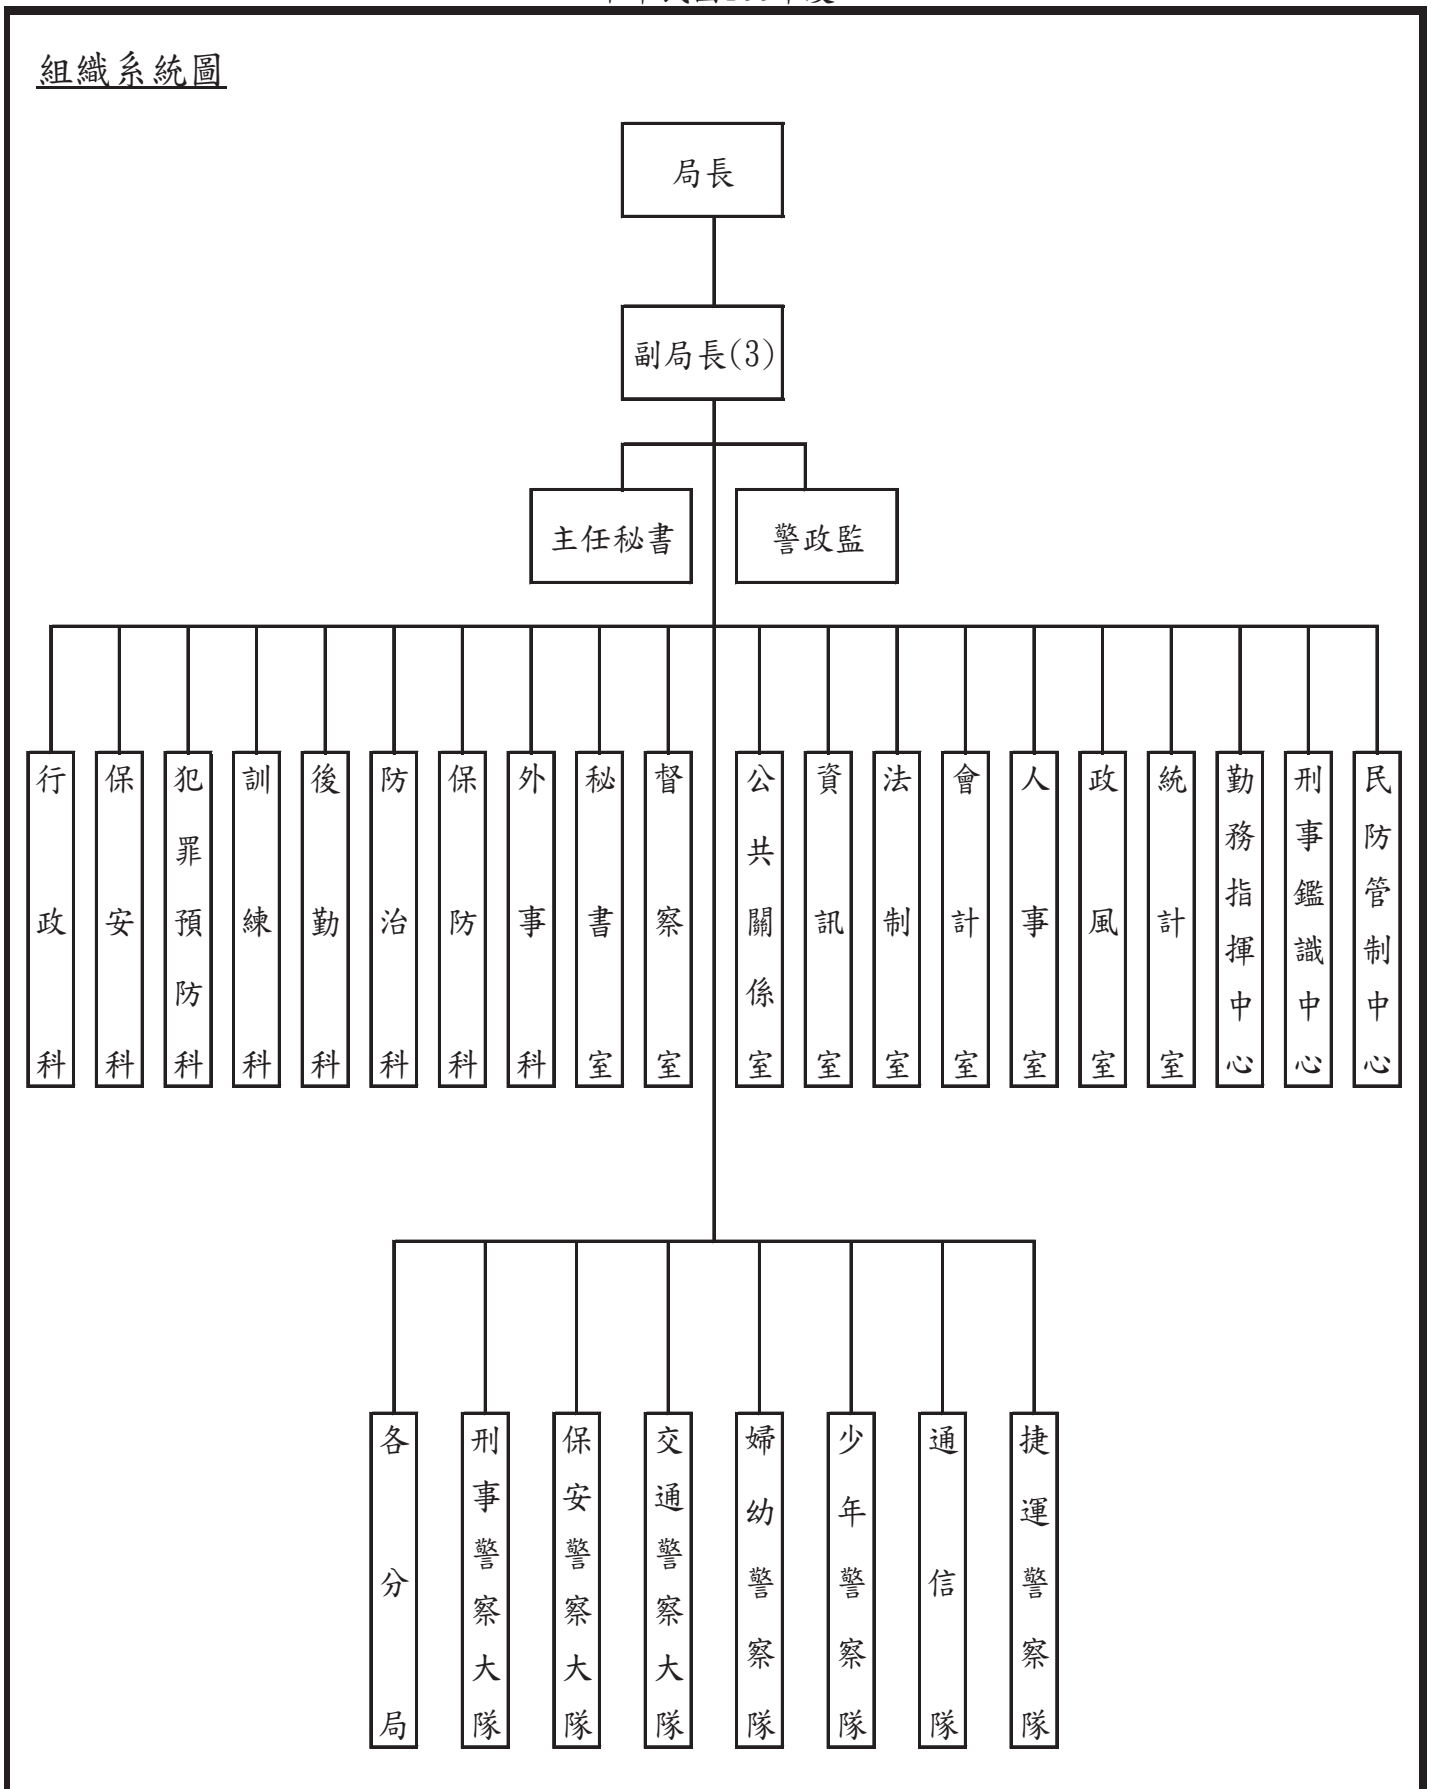 組織系統圖
局長
副局長(3)
主任秘書
警政監
行政科
保安科
犯罪預防科
訓練科
後勤科
防治科
保防科
外事科
秘書室
督察室
公共關係室
資訊室
法制室
會計室
人事室
政風室
統計室
勤務指揮中心
刑事鑑識中心
民防管制中心
各分局
刑事警察大隊
保安警察大隊
交通警察大隊
婦幼警察隊
少年警察隊
通信隊
捷運警察隊